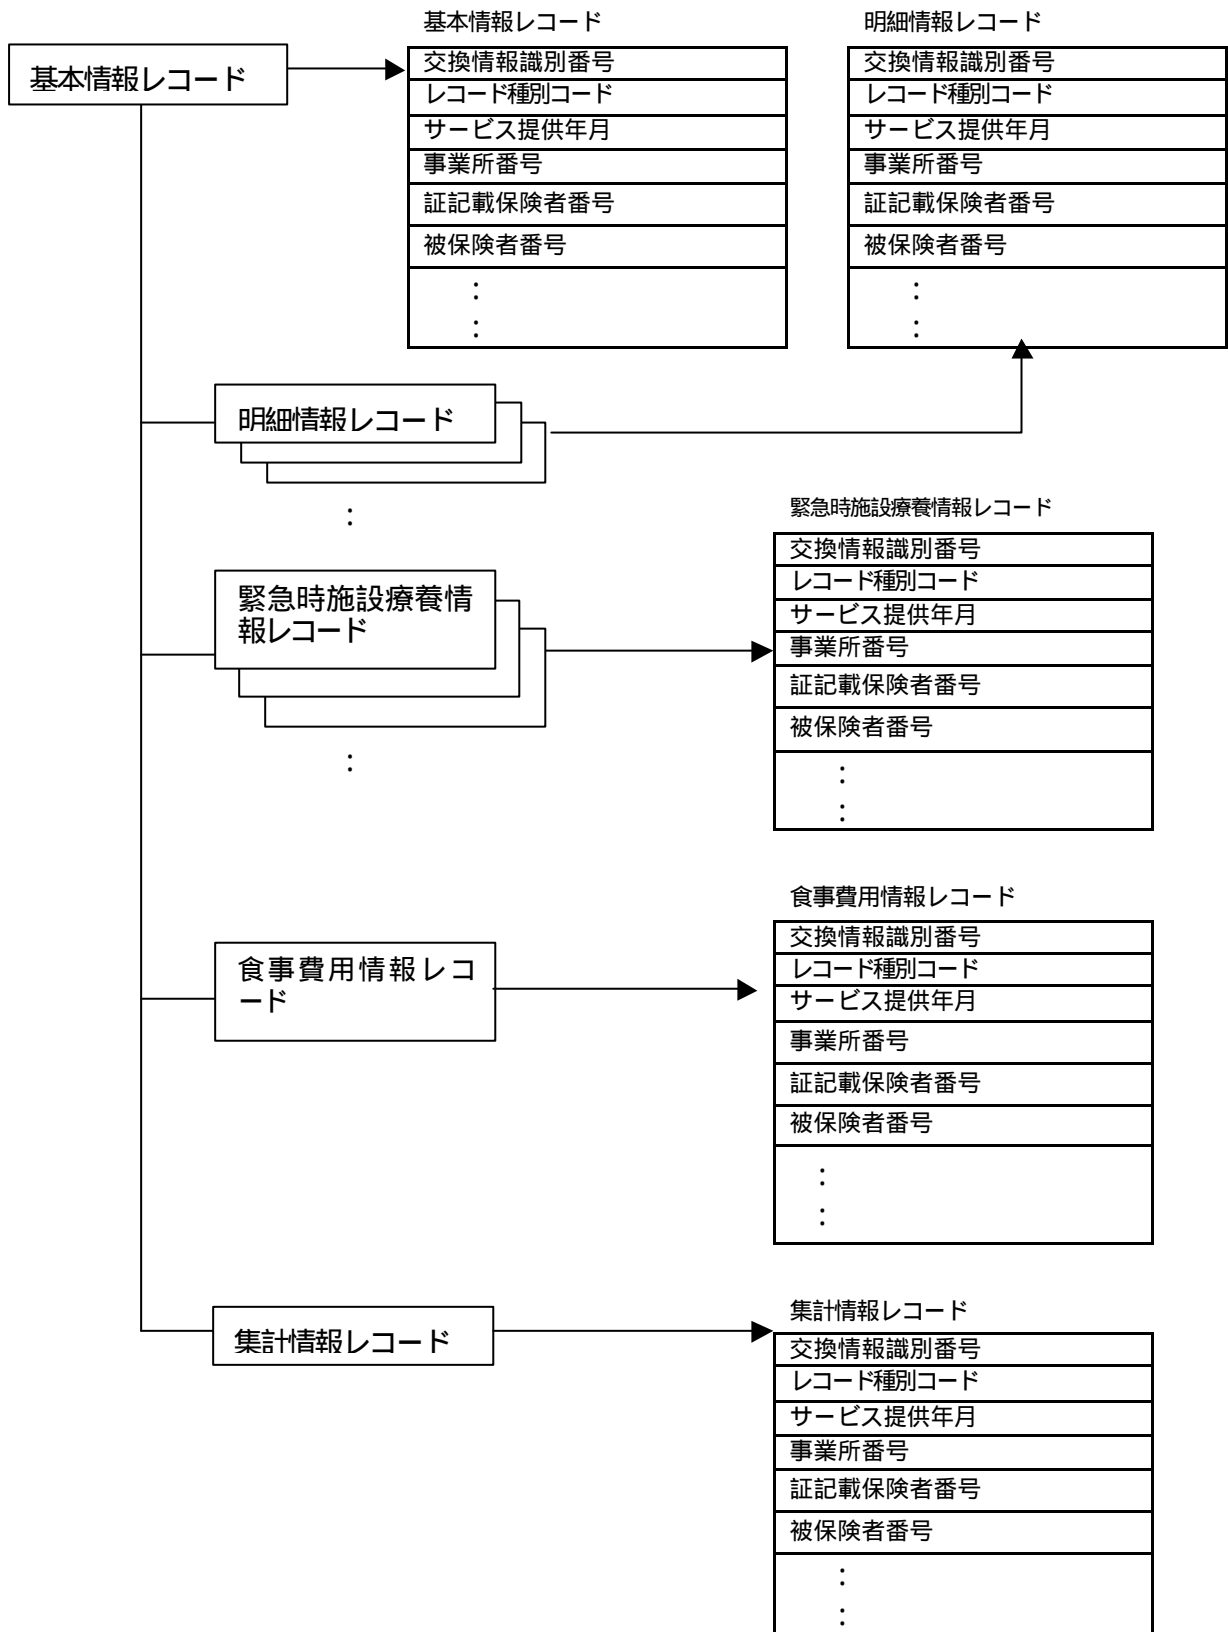 基本情報レコード
明細情報レコード
基本情報レコード
交換情報識別番号
レコード種別コード
サービス提供年月
事業所番号
証記載保険者番号
被保険者番号
：
：
交換情報識別番号
レコード種別コード
サービス提供年月
事業所番号
証記載保険者番号
被保険者番号
：
：
明細情報レコード
：
緊急時施設療養情報レコード
緊急時施設療養情
報レコード
：
交換情報識別番号
レコード種別コード
サービス提供年月
事業所番号
証記載保険者番号
被保険者番号
：
：
食事費用情報レコード
食事費用情報レコ
ード
交換情報識別番号
レコード種別コード
サービス提供年月
事業所番号
証記載保険者番号
被保険者番号
：
：
集計情報レコード
集計情報レコード
交換情報識別番号
レコード種別コード
サービス提供年月
事業所番号
証記載保険者番号
被保険者番号
：
：